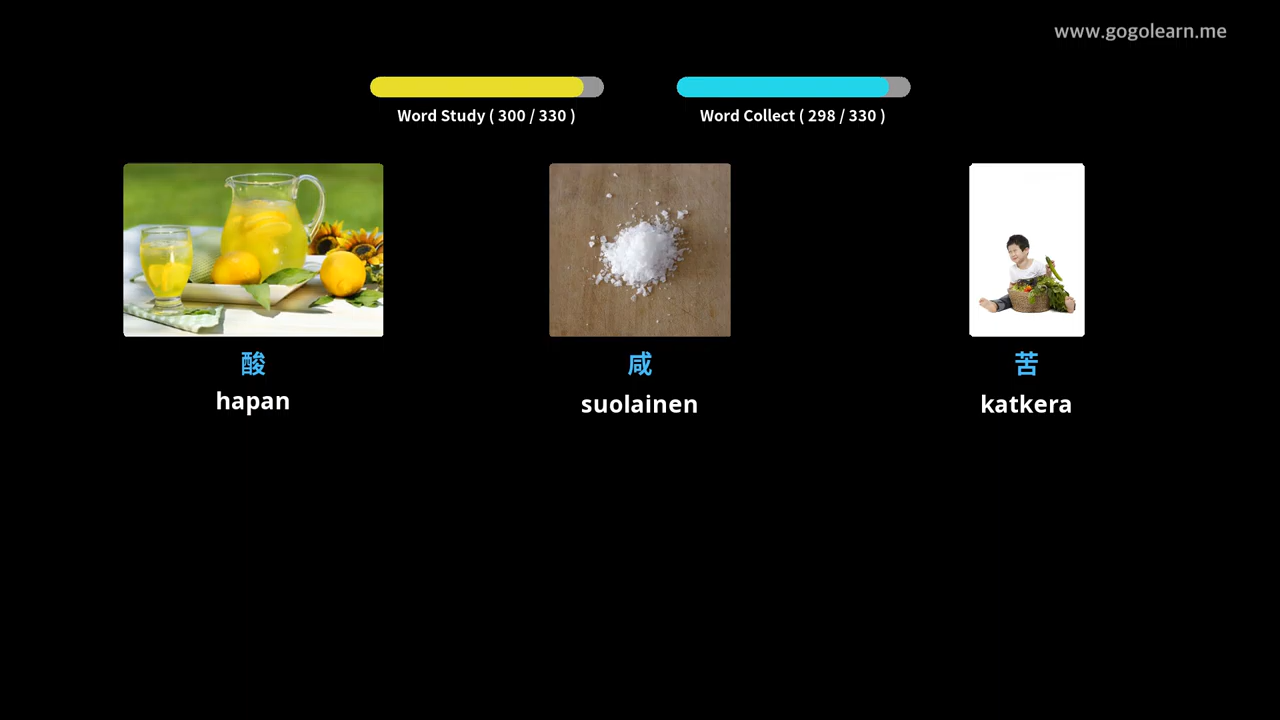 www.gogolearn.me
Word Study ( 300 / 330 )
Word Collect ( 298 / 330 )
酸
咸
苦
hapan
suolainen
katkera